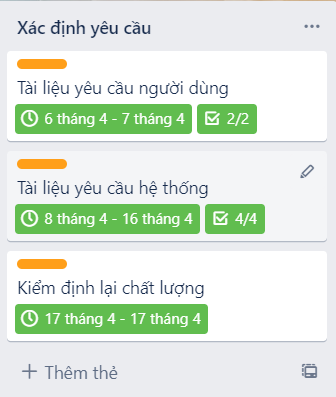 Xác định yêu cầu
Tài liệu yêu cầu người dùng
6 tháng 4 - 7 tháng 4 2/2
Tài liệu yêu cầu hệ thống
8 tháng 4 - 16 tháng 4 4/4
Kiểm định lại chất lượng
17 tháng 4 - 17 tháng 4
Thêm thẻ